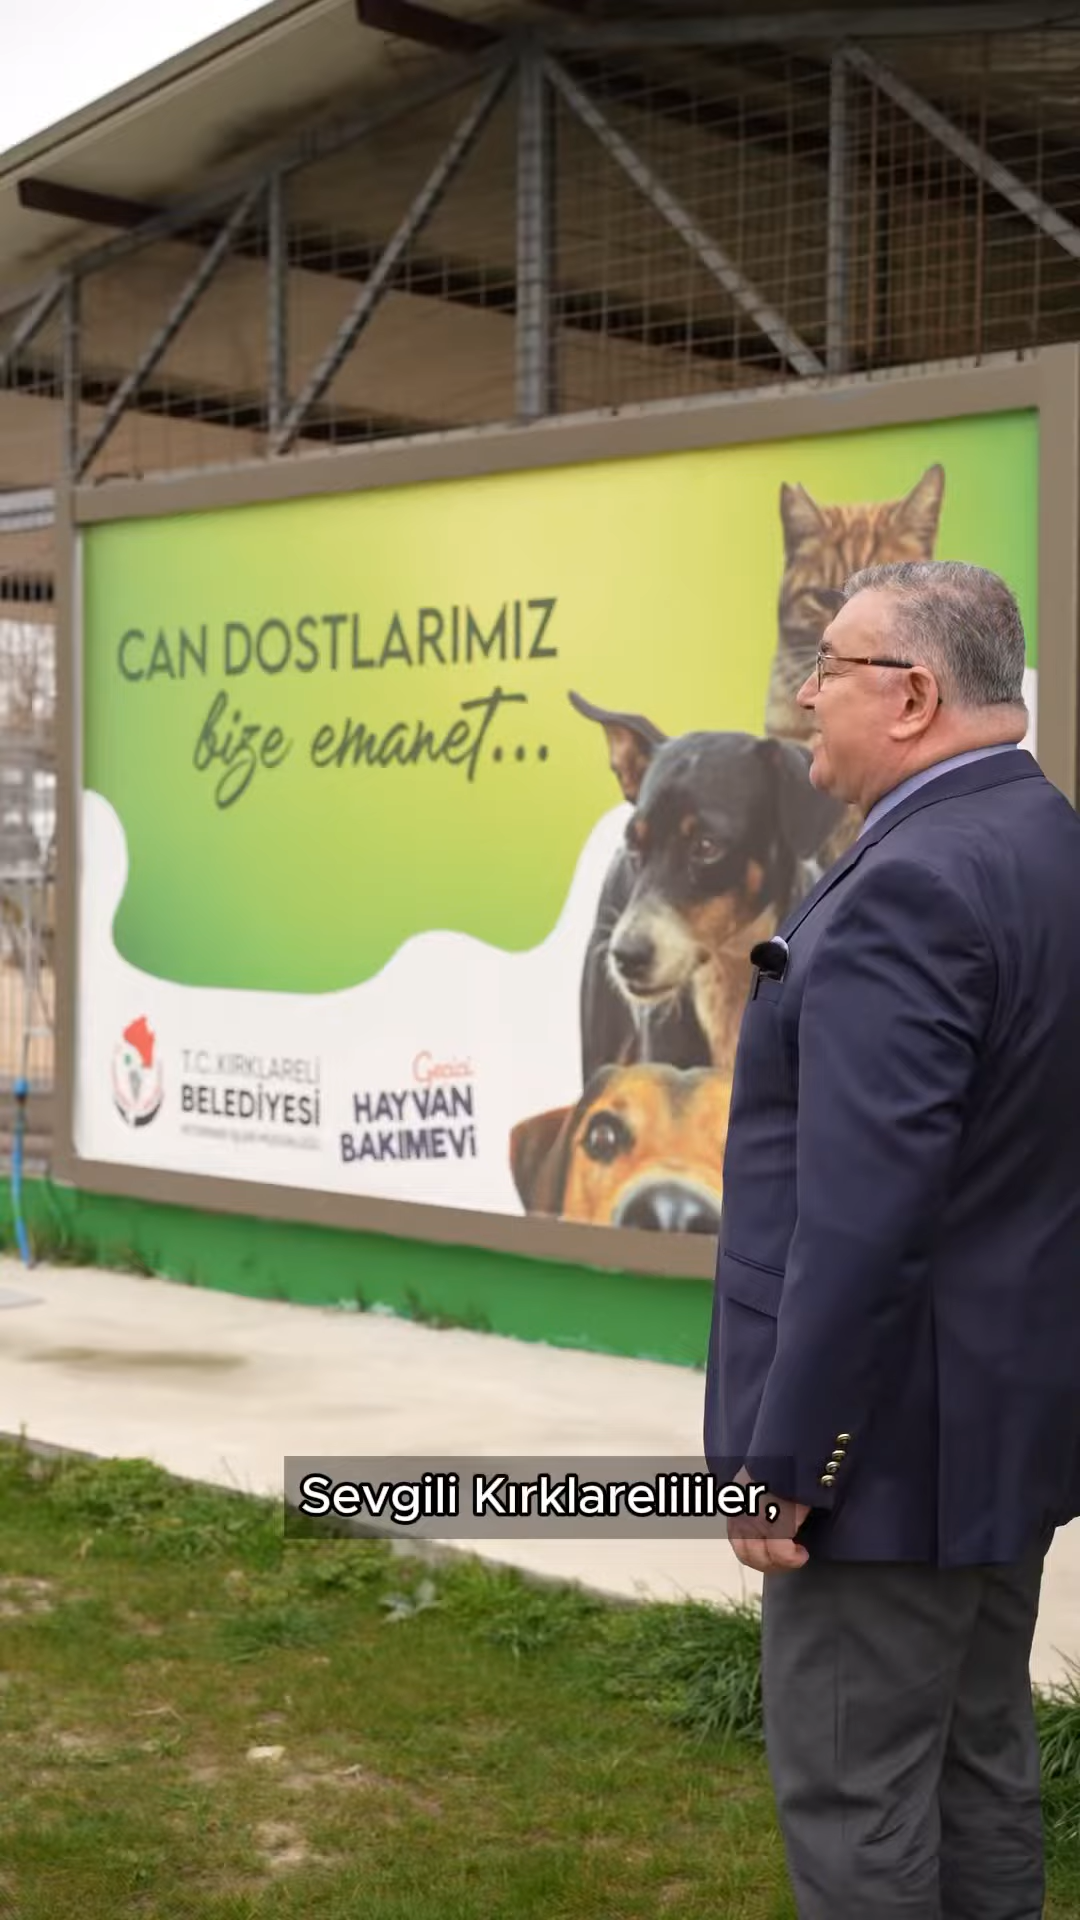 CAN DOSTLARIMIZ
bize emanet...
T.C. KIRKLARELİ
BELEDİYESİ
Geçici
HAYVAN
BAKIMEVİ
Sevgili Kırklarelililer,